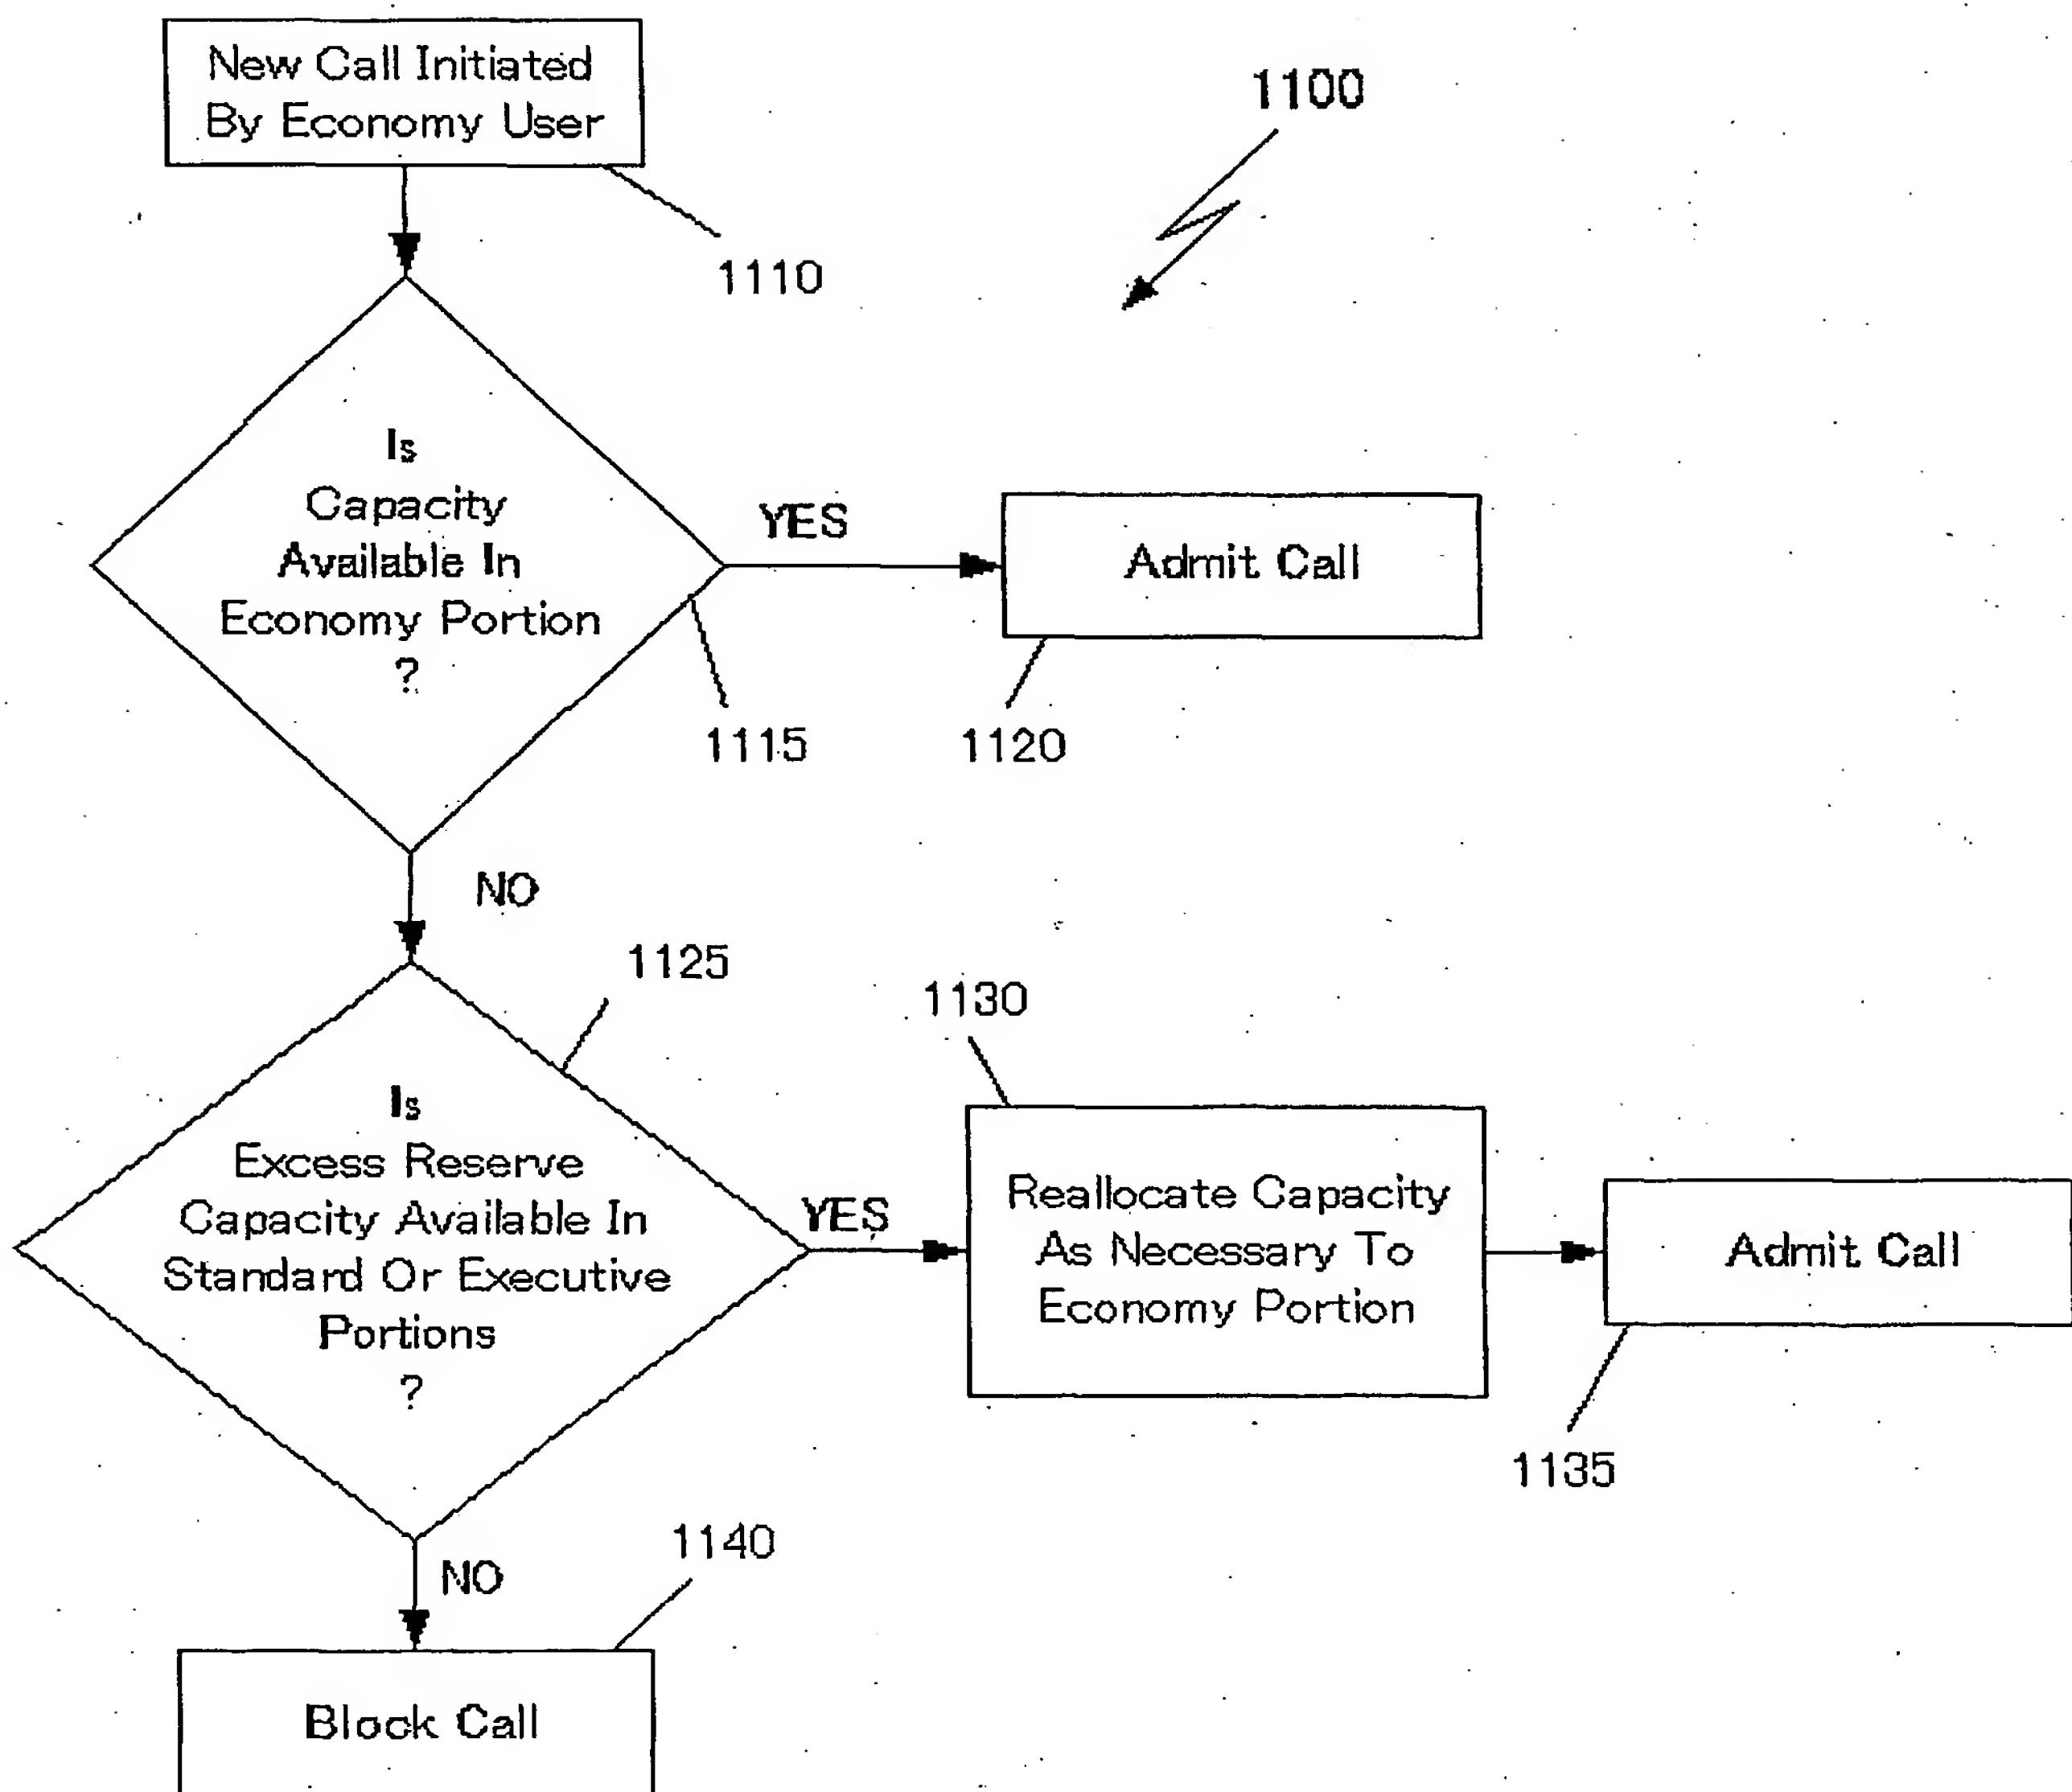 New Call Initiated
By Economy User
1100
1110
Is
Capacity
Available In
Economy Portion
?
YES
Admit Call
1115
1120
NO
1125
1130
Is
Excess Reserve
Capacity Available In
Standard Or Executive
Portions
?
YES
Reallocate Capacity
As Necessary To
Economy Portion
Admit Call
1135
1140
NO
Block Call